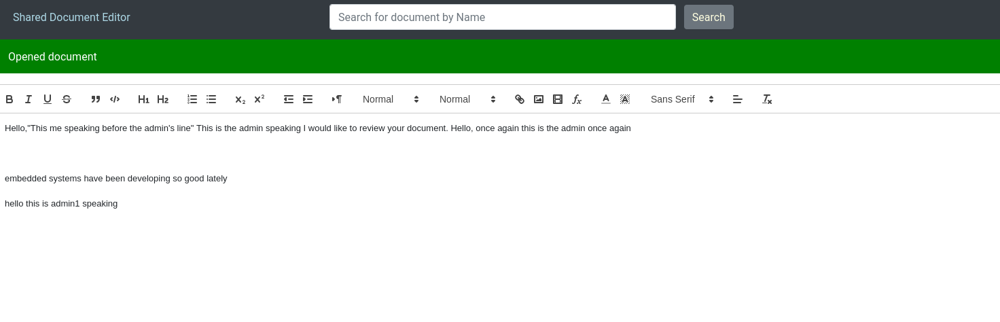 Shared Document Editor
Search for document by Name
Search
Opened document
B I U S H1 H2 x2 x2 Normal Normal fx A A Sans Serif Tx
Hello,"This me speaking before the admin's line" This is the admin speaking I would like to review your document. Hello, once again this is the admin once again
embedded systems have been developing so good lately
hello this is admin1 speaking